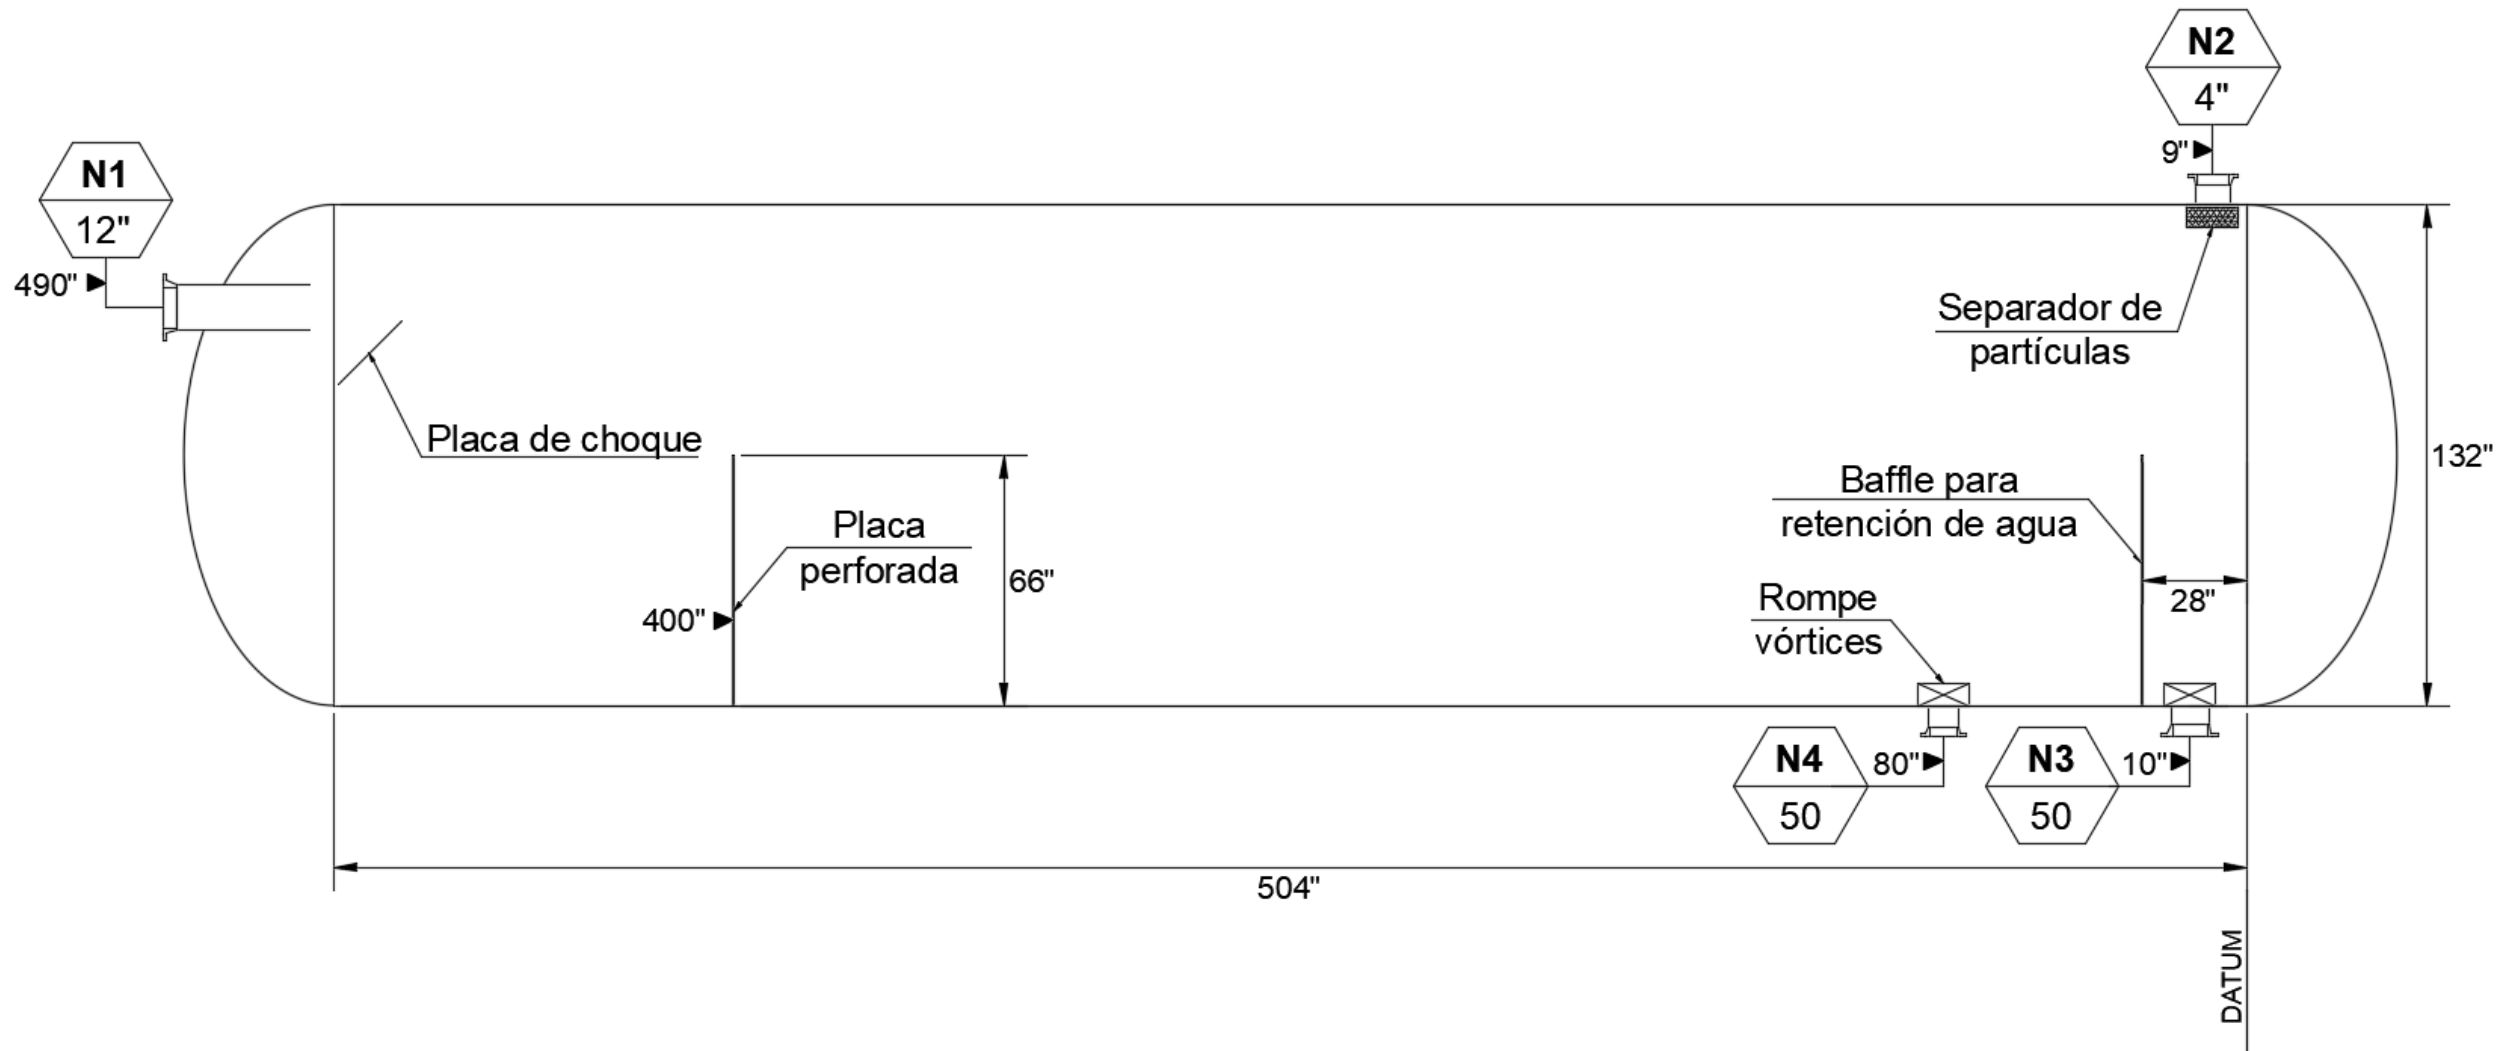 N2
4"
9"
N1
12"
490"
Separador de
partículas
Placa de choque
132"
Baffle para
retención de agua
Placa
perforada
66"
400"
Rompe
vórtices
28"
N4
50
80"
N3
50
10"
504"
DATUM